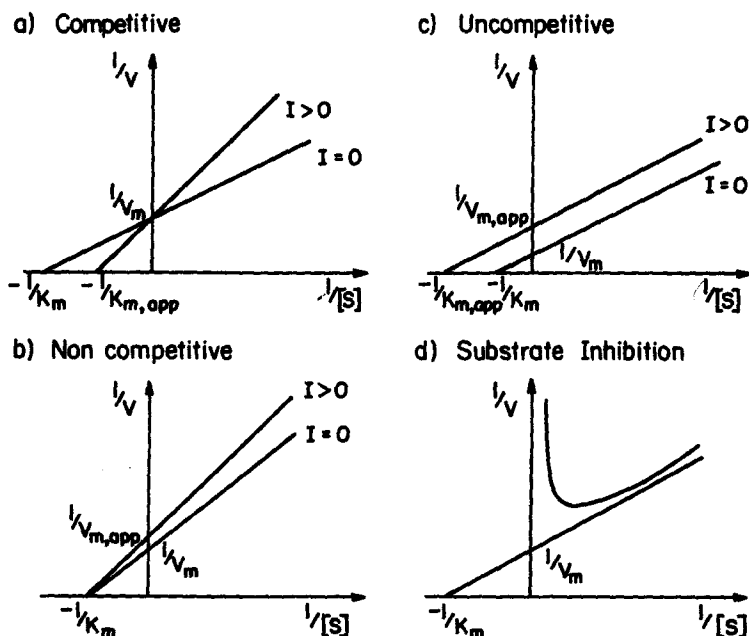 a) Competitive
1/V
I>0
I=0
1/Vm
-1/Km
-1/Km,app
1/[S]
c) Uncompetitive
1/V
I>0
I=0
1/Vm,app
1/Vm
-1/Km,app
-1/Km
1/[S]
b) Non competitive
1/V
I>0
I=0
1/Vm,app
1/Vm
-1/Km
1/[S]
d) Substrate Inhibition
1/V
1/Vm
-1/Km
1/[S]